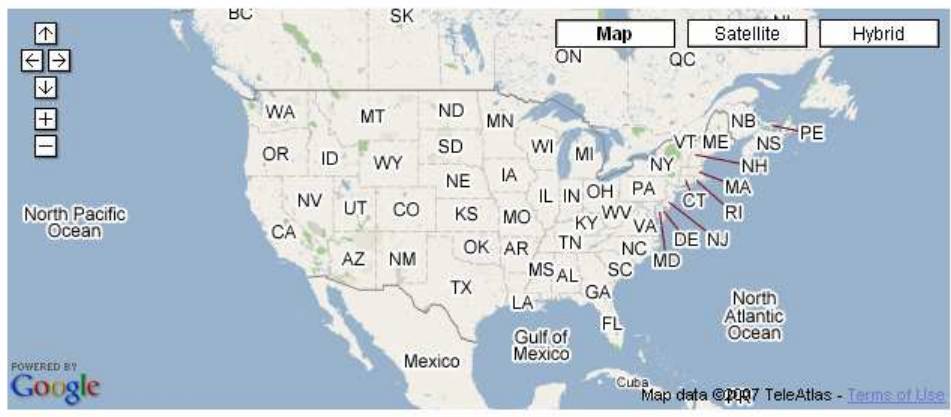 BC
SK
Map
Satellite
Hybrid
ON
QC
WA
MT
ND
MN
NB
PE
OR
ID
WY
SD
WI
MI
VT
ME
NS
NY
NH
NE
IA
IL
IN
OH
PA
MA
NV
UT
CO
KS
MO
KY
WV
VA
CT
RI
CA
OK
AR
TN
NC
DE
NJ
MD
AZ
NM
MS
AL
SC
TX
LA
GA
FL
North Pacific
Ocean
North
Atlantic
Ocean
Gulf of
Mexico
Mexico
Cuba
POWERED BY
Google
Map data ©2007 TeleAtlas - Terms of Use